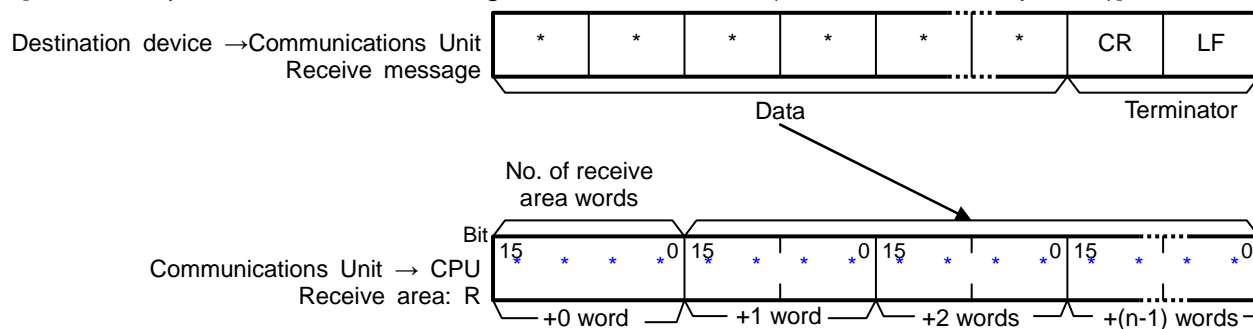 Destination device →Communications Unit
Receive message
* * * * * * CR LF
Data
Terminator
No. of receive
area words
Bit
15 0 15 0 15 0 15 0
* * * * * * * * * * * * * * * *
Communications Unit → CPU
Receive area: R
+0 word +1 word +2 words +(n-1) words